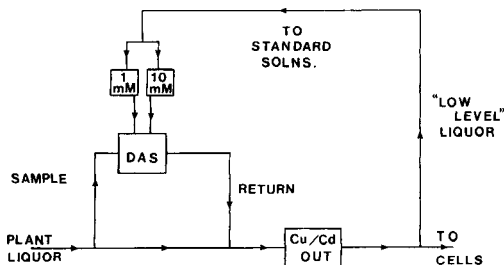 TO
STANDARD
SOLNS.
1
mM
10
mM
"LOW
LEVEL"
LIQUOR
DAS
SAMPLE
RETURN
PLANT
LIQUOR
Cu/Cd
OUT
TO
CELLS